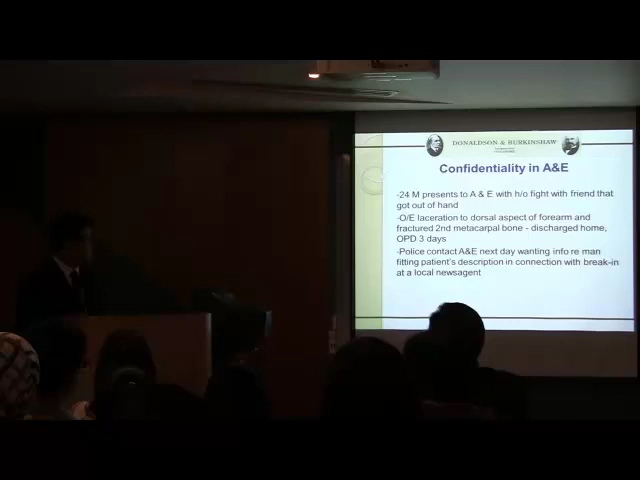 DONALDSON & BURKINSHAW
Confidentiality in A&E
-24 M presents to A & E with h/o fight with friend that
got out of hand
-O/E laceration to dorsal aspect of forearm and
fractured 2nd metacarpal bone - discharged home,
OPD 3 days
-Police contact A&E next day wanting info re man
fitting patient's description in connection with break-in
at a local newsagent